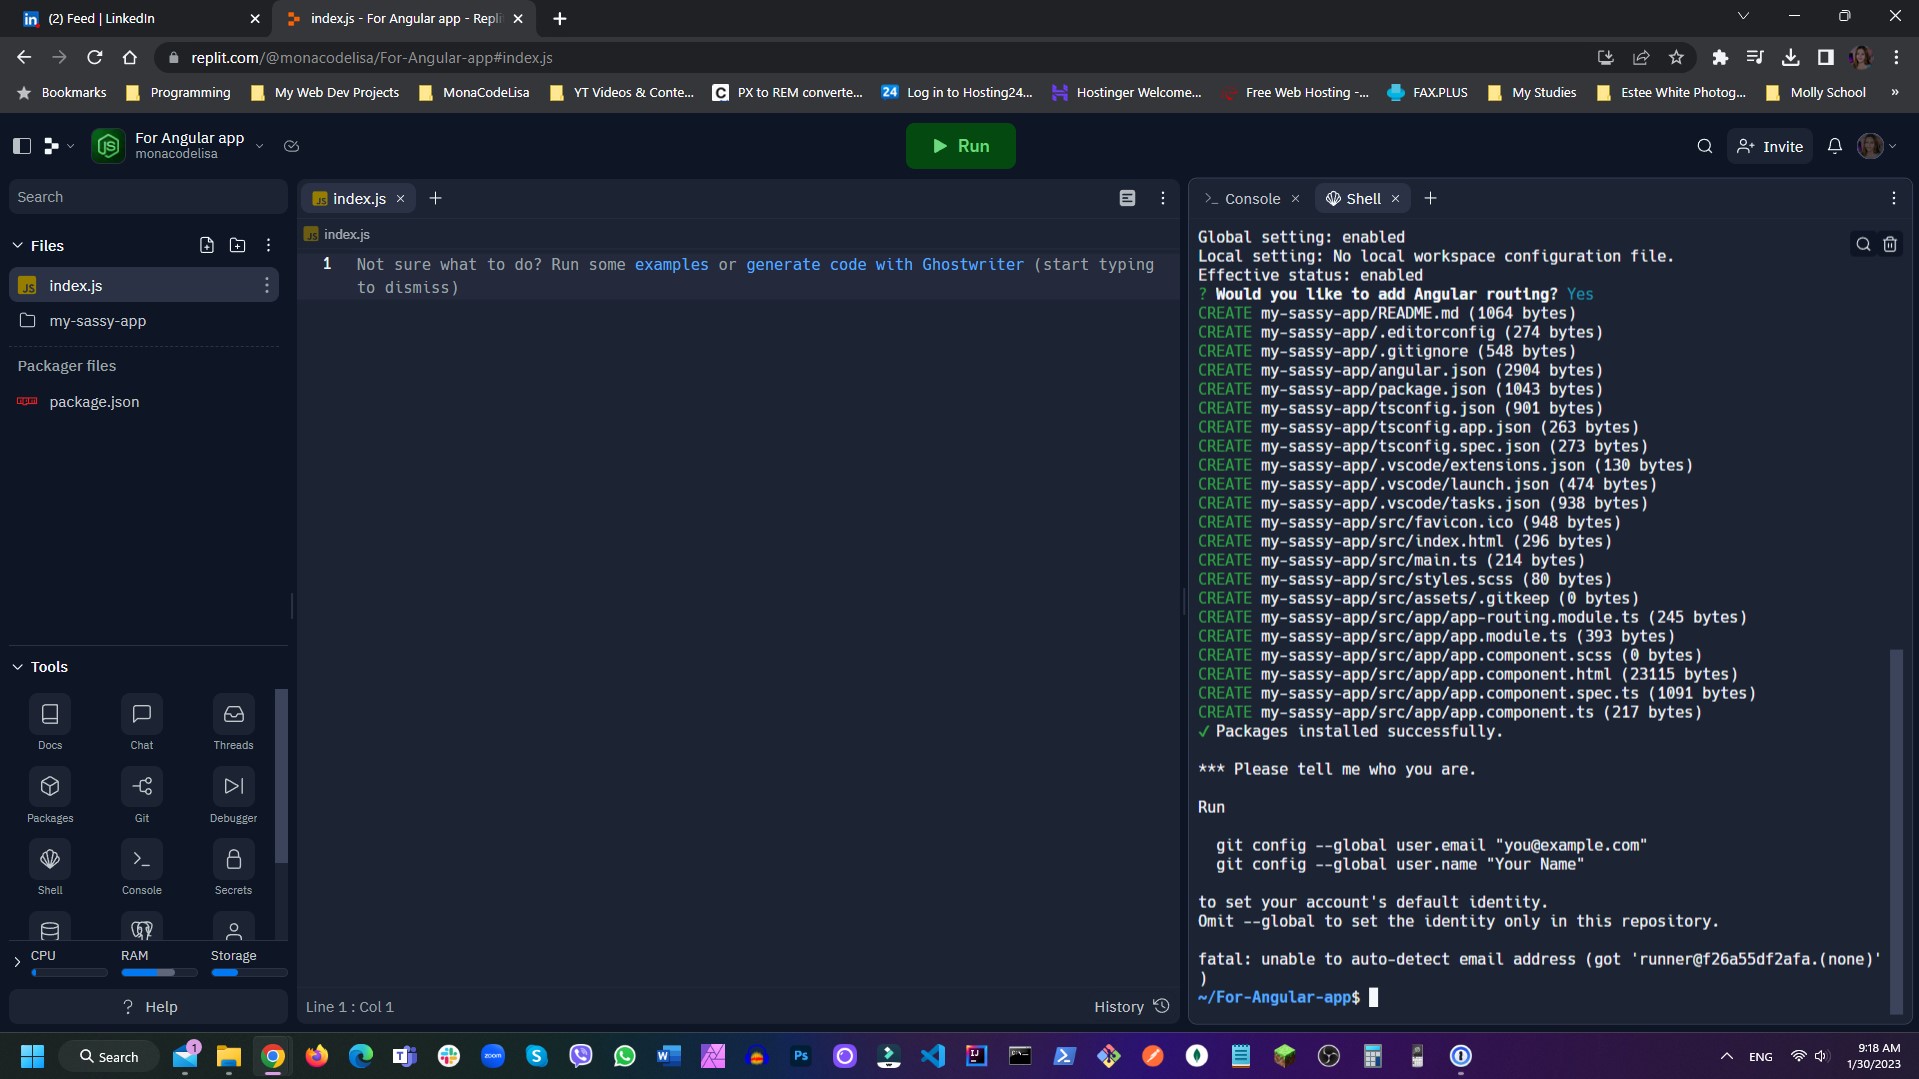 (2) Feed | LinkedIn
index.js - For Angular app - Repli
replit.com/@monacodelisa/For-Angular-app#index.js
Bookmarks
Programming
My Web Dev Projects
MonaCodeLisa
YT Videos & Conte...
PX to REM converte...
24
Log in to Hosting24...
Hostinger Welcome...
Free Web Hosting -...
FAX.PLUS
My Studies
Estee White Photog...
Molly School
»
For Angular app
monacodelisa
Run
Invite
Search
Files
index.js
my-sassy-app
Packager files
package.json
Tools
Docs
Chat
Threads
Packages
Git
Debugger
Shell
Console
Secrets
CPU
RAM
Storage
? Help
index.js
index.js
1 Not sure what to do? Run some examples or generate code with Ghostwriter (start typing
to dismiss)
Line 1 : Col 1
History
Console
Shell
Global setting: enabled
Local setting: No local workspace configuration file.
Effective status: enabled
? Would you like to add Angular routing? Yes
CREATE my-sassy-app/README.md (1064 bytes)
CREATE my-sassy-app/.editorconfig (274 bytes)
CREATE my-sassy-app/.gitignore (548 bytes)
CREATE my-sassy-app/angular.json (2904 bytes)
CREATE my-sassy-app/package.json (1043 bytes)
CREATE my-sassy-app/tsconfig.json (901 bytes)
CREATE my-sassy-app/tsconfig.app.json (263 bytes)
CREATE my-sassy-app/tsconfig.spec.json (273 bytes)
CREATE my-sassy-app/.vscode/extensions.json (130 bytes)
CREATE my-sassy-app/.vscode/launch.json (474 bytes)
CREATE my-sassy-app/.vscode/tasks.json (938 bytes)
CREATE my-sassy-app/src/favicon.ico (948 bytes)
CREATE my-sassy-app/src/index.html (296 bytes)
CREATE my-sassy-app/src/main.ts (214 bytes)
CREATE my-sassy-app/src/styles.scss (80 bytes)
CREATE my-sassy-app/src/assets/.gitkeep (0 bytes)
CREATE my-sassy-app/src/app/app-routing.module.ts (245 bytes)
CREATE my-sassy-app/src/app/app.module.ts (393 bytes)
CREATE my-sassy-app/src/app/app.component.scss (0 bytes)
CREATE my-sassy-app/src/app/app.component.html (23115 bytes)
CREATE my-sassy-app/src/app/app.component.spec.ts (1091 bytes)
CREATE my-sassy-app/src/app/app.component.ts (217 bytes)
✓ Packages installed successfully.
*** Please tell me who you are.
Run
git config --global user.email "you@example.com"
git config --global user.name "Your Name"
to set your account's default identity.
Omit --global to set the identity only in this repository.
fatal: unable to auto-detect email address (got 'runner@f26a55df2afa.(none)'
)
~/For-Angular-app$
Search
1
zoom
Ps
ENG
9:18 AM
1/30/2023